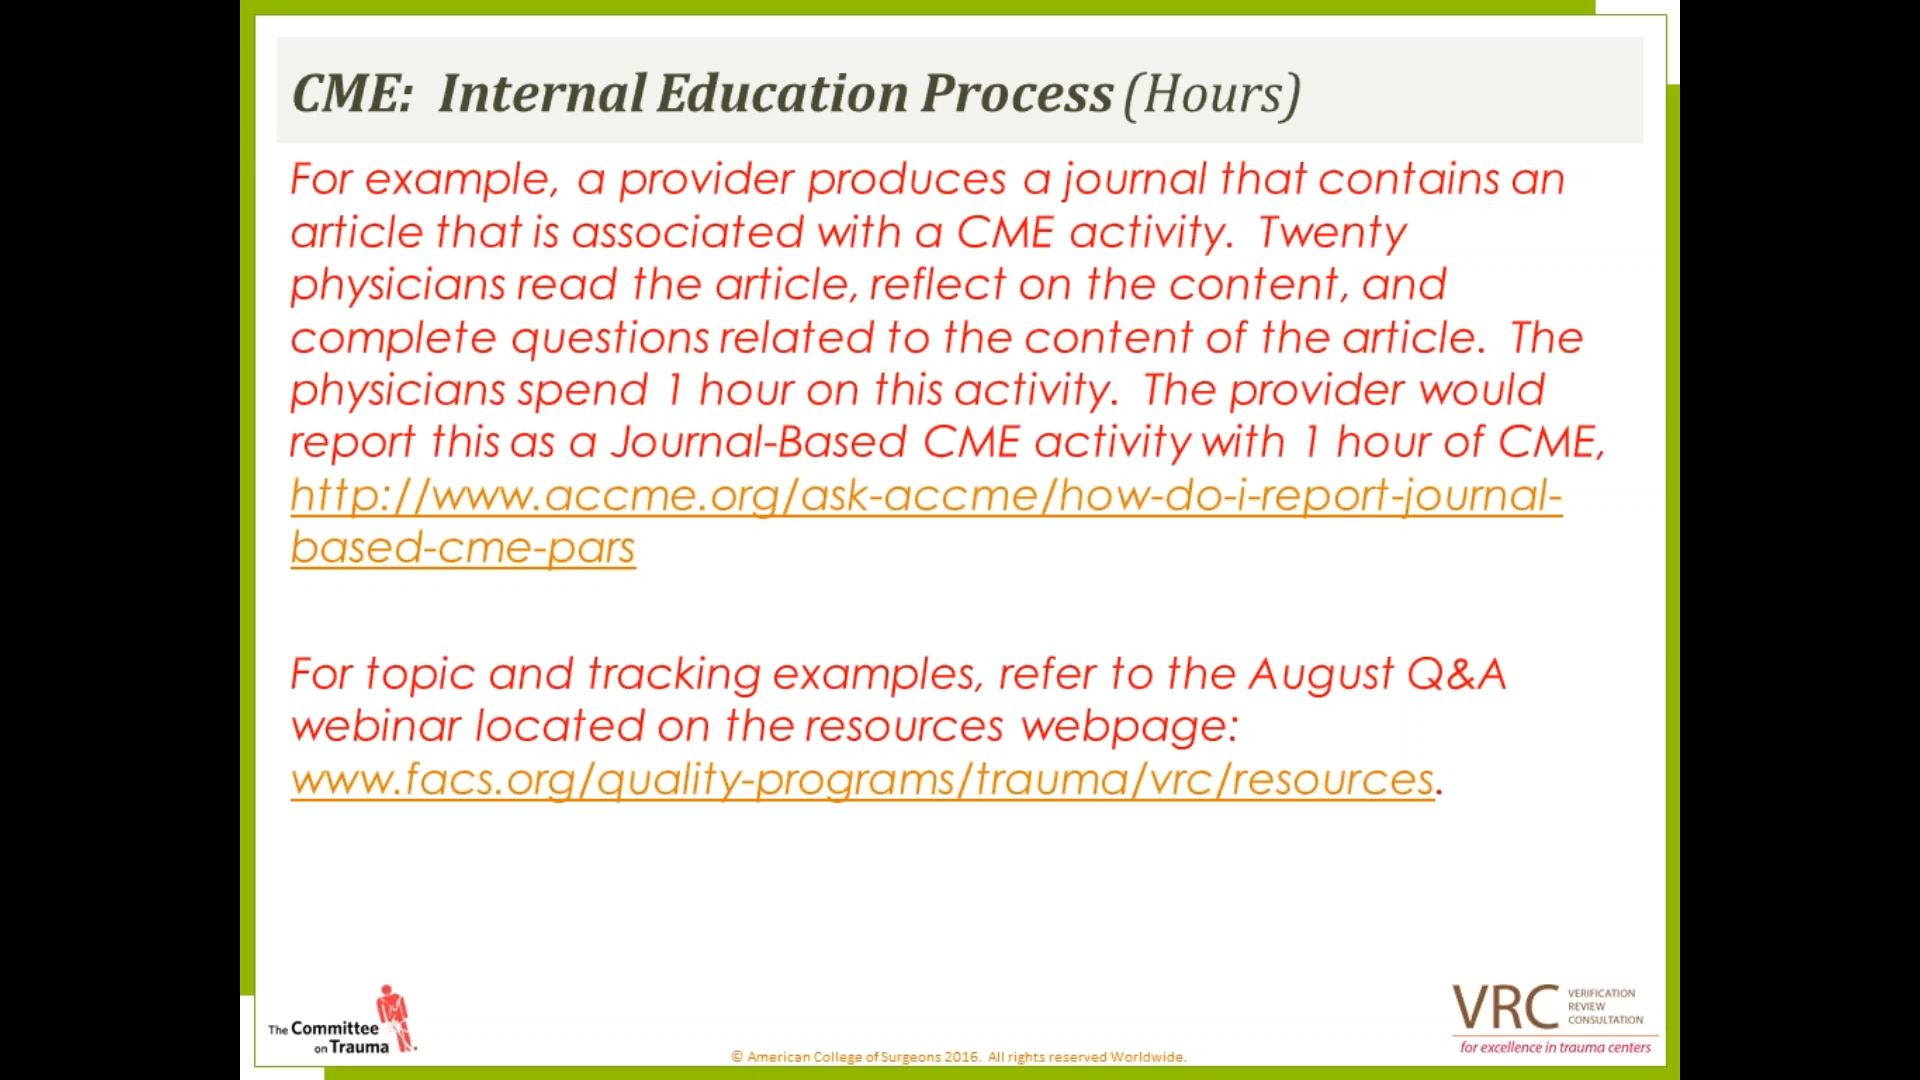 CME: Internal Education Process (Hours)
For example, a provider produces a journal that contains an
article that is associated with a CME activity. Twenty
physicians read the article, reflect on the content, and
complete questions related to the content of the article. The
physicians spend 1 hour on this activity. The provider would
report this as a Journal-Based CME activity with 1 hour of CME,
http://www.accme.org/ask-accme/how-do-i-report-journal-
based-cme-pars
For topic and tracking examples, refer to the August Q&A
webinar located on the resources webpage:
www.facs.org/quality-programs/trauma/vrc/resources.
The Committee
on Trauma
© American College of Surgeons 2016. All rights reserved Worldwide.
VRC
VERIFICATION
REVIEW
CONSULTATION
for excellence in trauma centers